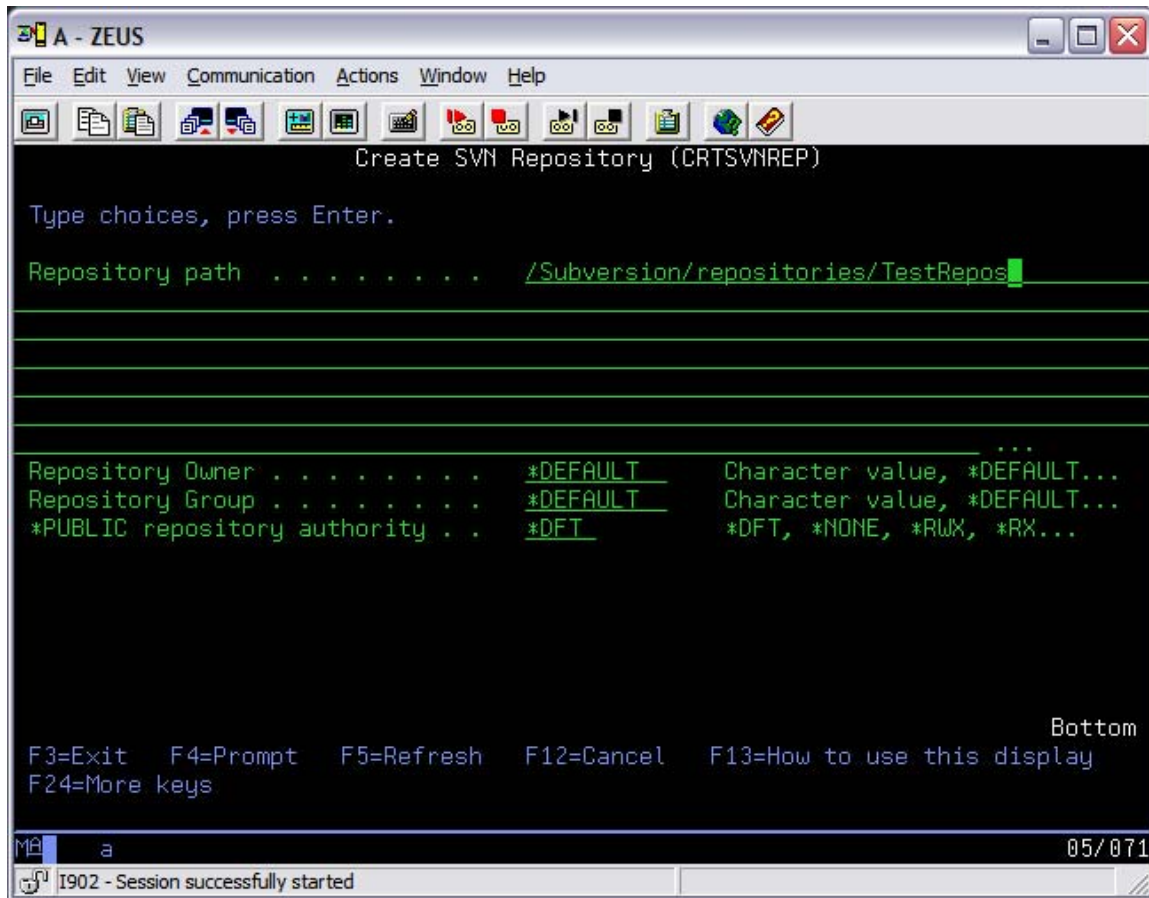 A - ZEUS
File Edit View Communication Actions Window Help
Create SVN Repository (CRTSVNREP)
Type choices, press Enter.
Repository path . . . . . . . . /Subversion/repositories/TestRepos
...
Repository Owner . . . . . . . . *DEFAULT Character value, *DEFAULT...
Repository Group . . . . . . . . *DEFAULT Character value, *DEFAULT...
*PUBLIC repository authority . . *DFT *DFT, *NONE, *RWX, *RX...
Bottom
F3=Exit F4=Prompt F5=Refresh F12=Cancel F13=How to use this display
F24=More keys
MA a 05/071
I902 - Session successfully started